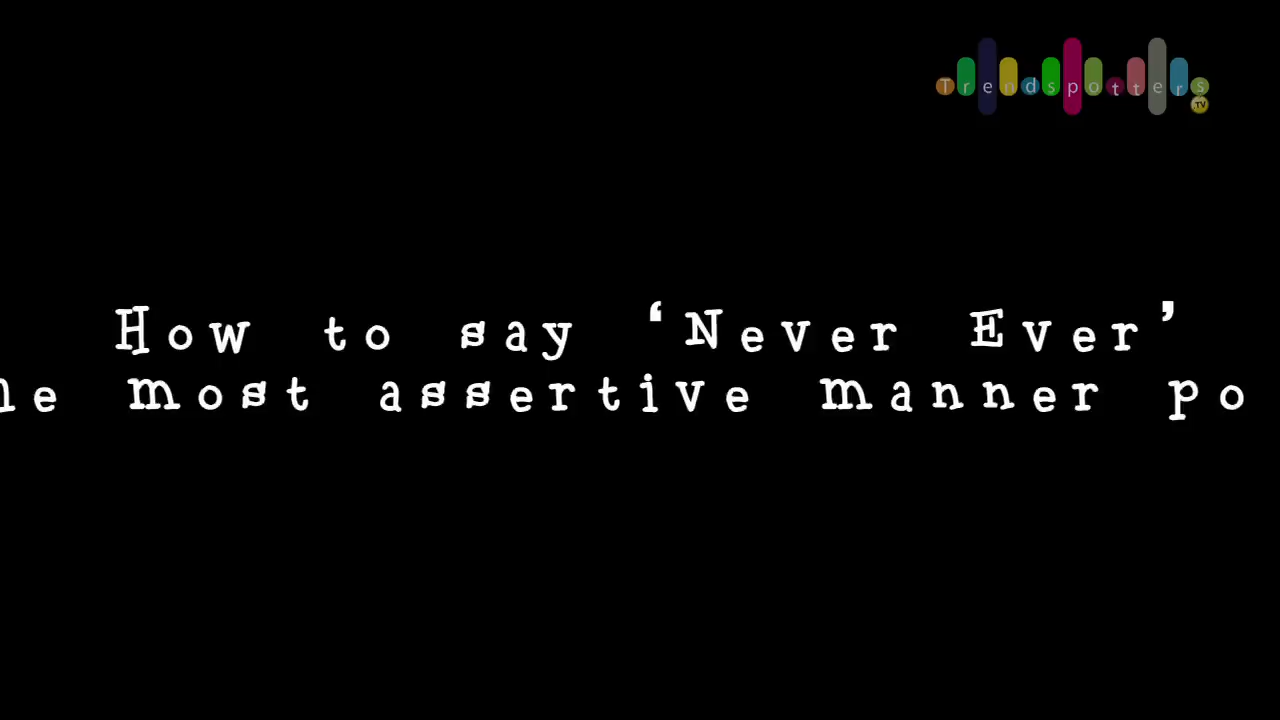 Trendspotters
.TV
How to say ‘Never Ever’
most assertive manner